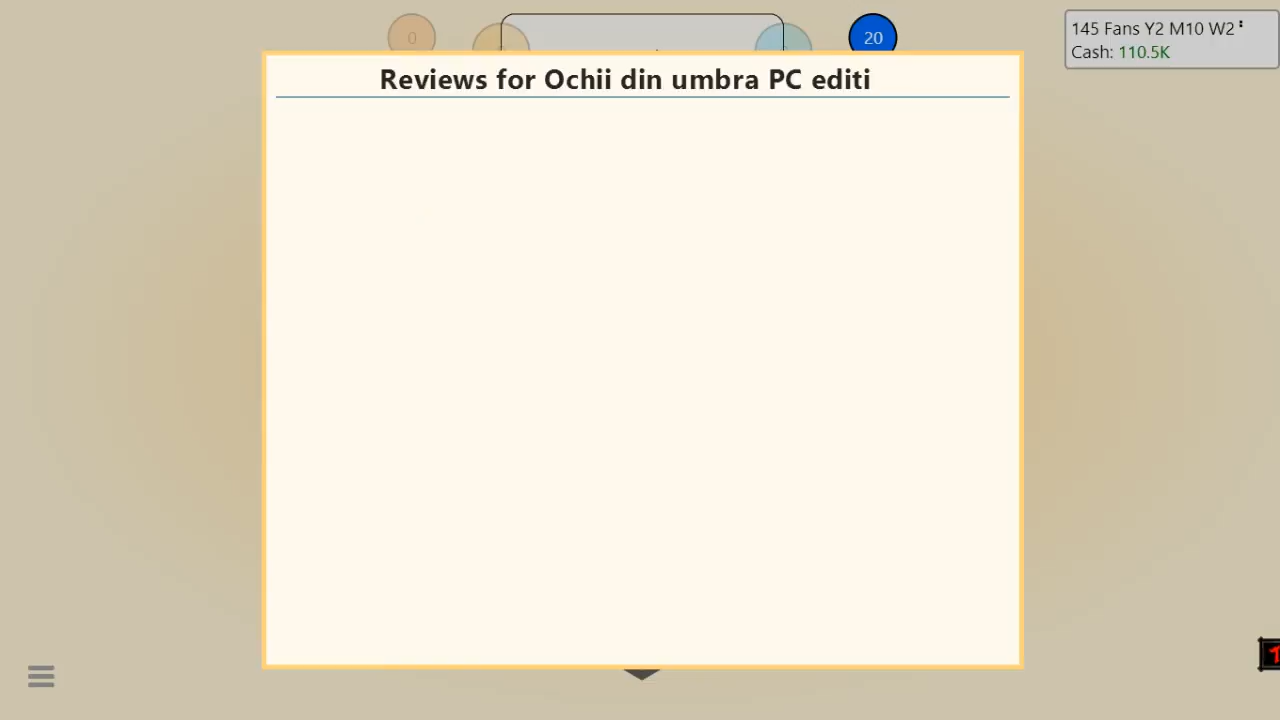 0
20
145 Fans Y2 M10 W2
Cash: 110.5K
Reviews for Ochii din umbra PC editi